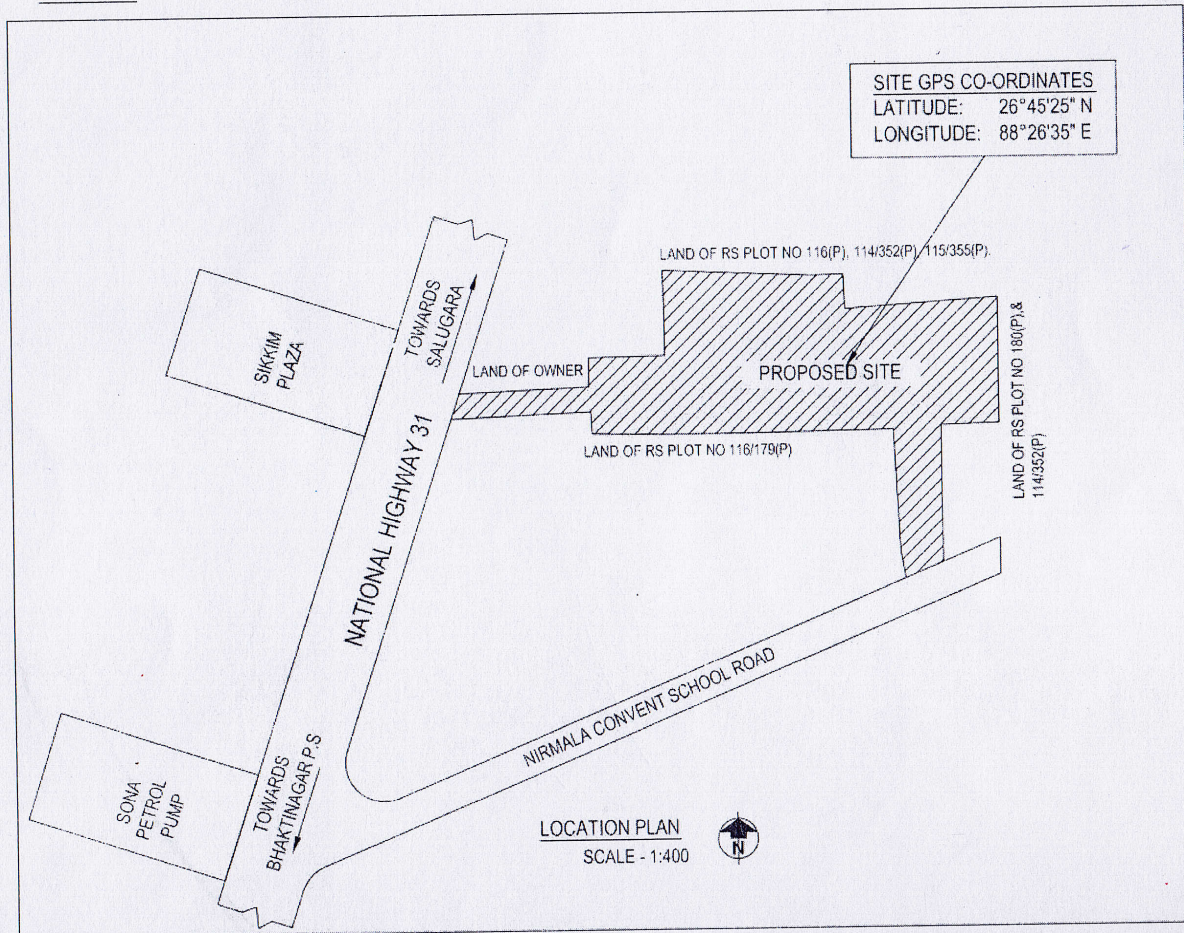 SITE GPS CO-ORDINATES
LATITUDE: 26°45'25" N
LONGITUDE: 88°26'35" E
LAND OF RS PLOT NO 116(P), 114/352(P), 115/355(P).
TOWARDS
SALUGARA
SIKKIM
PLAZA
LAND OF OWNER
PROPOSED SITE
LAND OF RS PLOT NO 180(P),&
114/352(P)
LAND OF RS PLOT NO 116/179(P)
NATIONAL HIGHWAY 31
NIRMALA CONVENT SCHOOL ROAD
TOWARDS
BHAKTINAGAR P.S
SONA
PETROL
PUMP
LOCATION PLAN
SCALE - 1:400
N